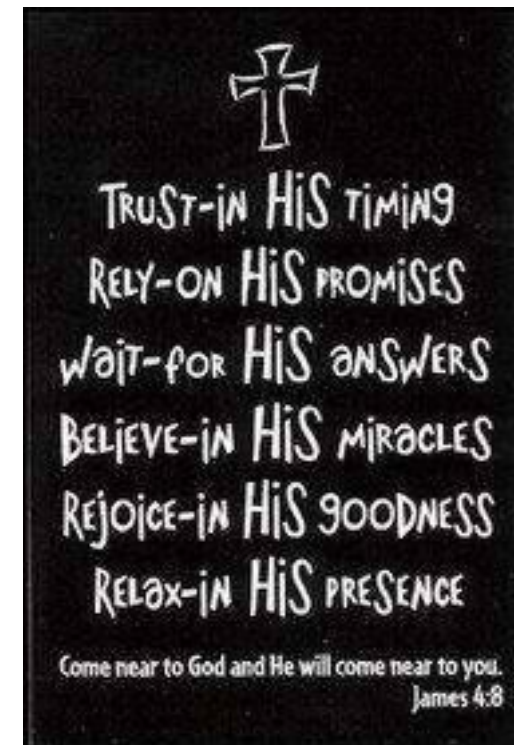 TRUST-iN HiS TiMiNg
RELY-ON HiS PROMiSES
WaiT-foR HiS aNSWERS
BELiEVE-iN HiS MiRaCLES
REjOiCE-iN HiS gOODNESS
RELax-iN HiS PRESENCE
Come near to God and He will come near to you.
James 4:8